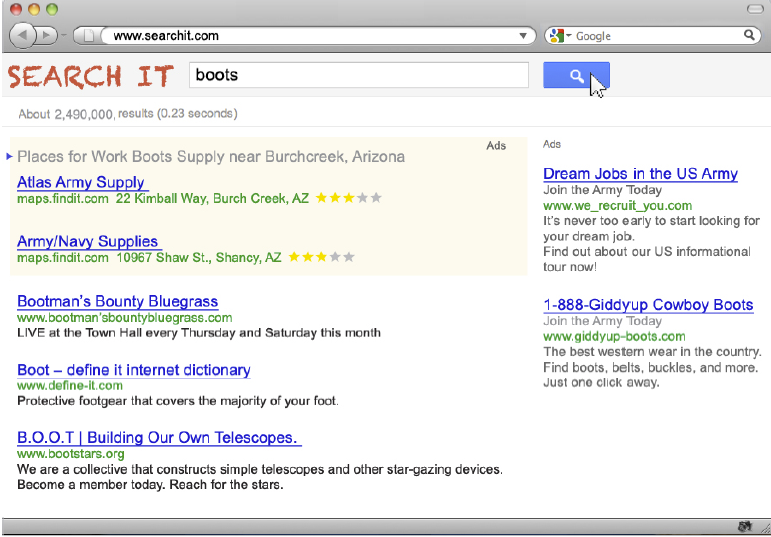 www.searchit.com
Google
SEARCH IT
boots
About 2,490,000, results (0.23 seconds)
Ads
Places for Work Boots Supply near Burchcreek, Arizona
Atlas Army Supply
maps.findit.com 22 Kimball Way, Burch Creek, AZ
Army/Navy Supplies
maps.findit.com 10967 Shaw St., Shancy, AZ
Bootman's Bounty Bluegrass
www.bootman'sbountybluegrass.com
LIVE at the Town Hall every Thursday and Saturday this month
Boot – define it internet dictionary
www.define-it.com
Protective footgear that covers the majority of your foot.
B.O.O.T | Building Our Own Telescopes.
www.bootstars.org
We are a collective that constructs simple telescopes and other star-gazing devices.
Become a member today. Reach for the stars.
Ads
Dream Jobs in the US Army
Join the Army Today
www.we_recruit_you.com
It's never too early to start looking for
your dream job.
Find out about our US informational
tour now!
1-888-Giddyup Cowboy Boots
Join the Army Today
www.giddyup-boots.com
The best western wear in the country.
Find boots, belts, buckles, and more.
Just one click away.